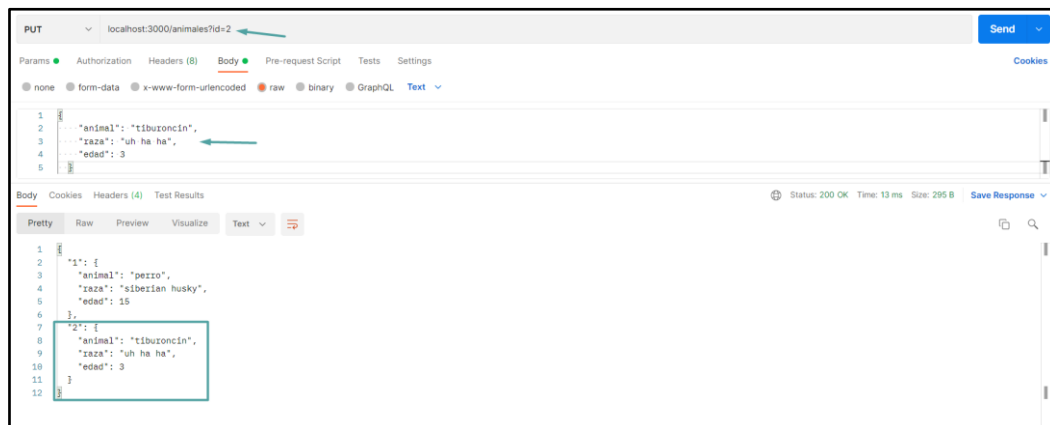 PUT localhost:3000/animales?id=2 Send
Params Authorization Headers (8) Body Pre-request Script Tests Settings Cookies
none form-data x-www-form-urlencoded raw binary GraphQL Text
1 {
2 "animal": "tiburoncin",
3 "raza": "uh ha ha",
4 "edad": 3
5 }
Body Cookies Headers (4) Test Results Status: 200 OK Time: 13 ms Size: 295 B Save Response
Pretty Raw Preview Visualize Text
1 {
2 "1": {
3 "animal": "perro",
4 "raza": "siberian husky",
5 "edad": 15
6 },
7 "2": {
8 "animal": "tiburoncin",
9 "raza": "uh ha ha",
10 "edad": 3
11 }
12 }